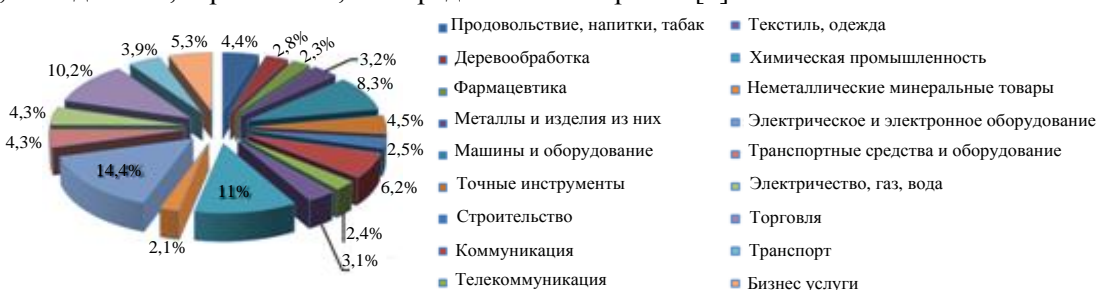 4,4%
2,8%
2,3%
3,2%
8,3%
4,5%
2,5%
6,2%
2,4%
3,1%
11%
2,1%
14,4%
4,3%
4,3%
10,2%
3,9%
5,3%
Продовольствие, напитки, табак
Деревообработка
Фармацевтика
Металлы и изделия из них
Машины и оборудование
Точные инструменты
Строительство
Коммуникация
Телекоммуникация
Текстиль, одежда
Химическая промышленность
Неметаллические минеральные товары
Электрическое и электронное оборудование
Транспортные средства и оборудование
Электричество, газ, вода
Торговля
Транспорт
Бизнес услуги